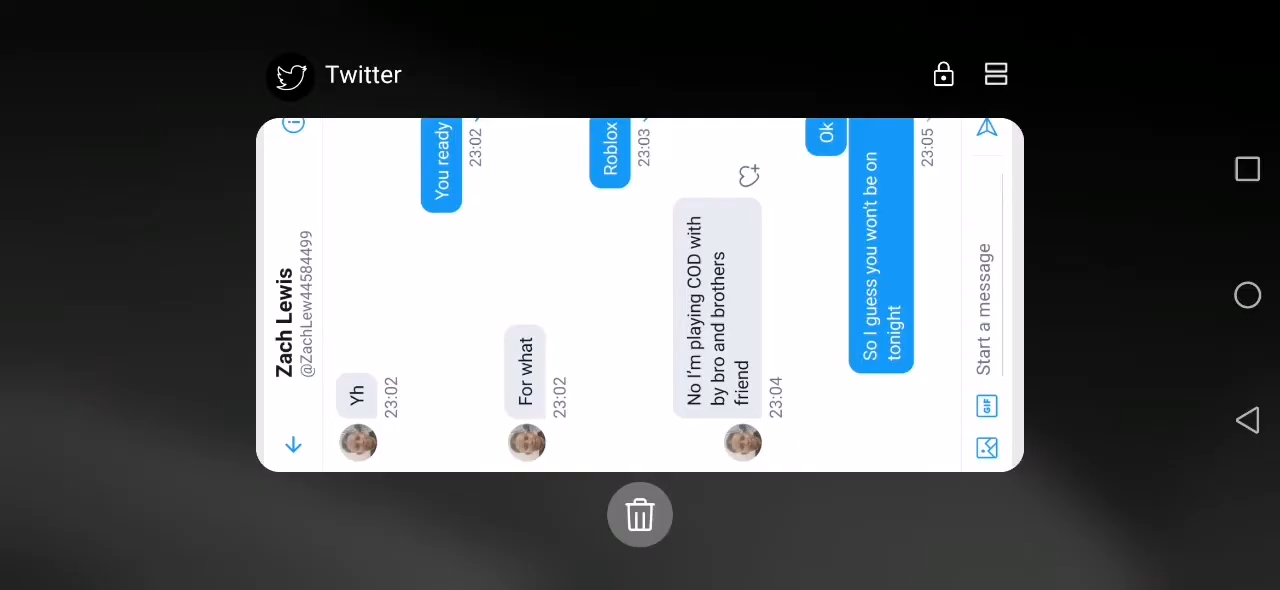 Twitter
Zach Lewis
@ZachLew44584499
Yh
23:02
You ready
23:02
For what
23:02
Roblox
23:03
No I'm playing COD with
by bro and brothers
friend
23:04
Ok
So I guess you won't be on
tonight
23:05
GIF
Start a message